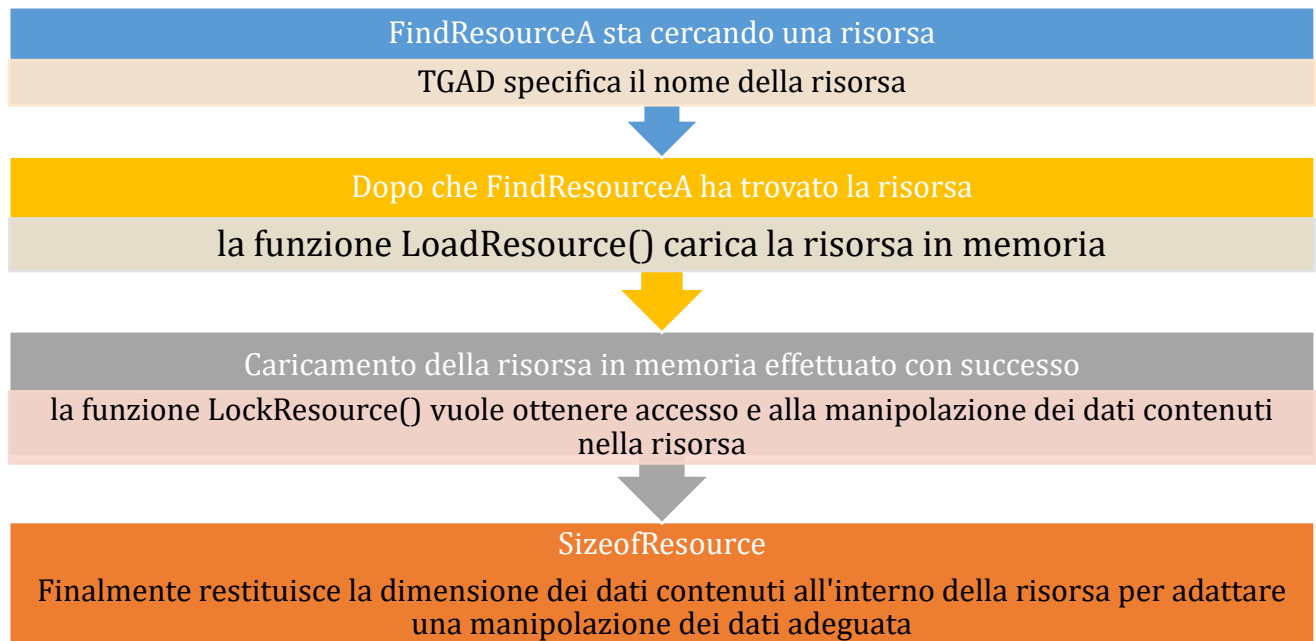 FindResourceA sta cercando una risorsa
TGAD specifica il nome della risorsa
Dopo che FindResourceA ha trovato la risorsa
la funzione LoadResource() carica la risorsa in memoria
Caricamento della risorsa in memoria effettuato con successo
la funzione LockResource() vuole ottenere accesso e alla manipolazione dei dati contenuti
nella risorsa
SizeofResource
Finalmente restituisce la dimensione dei dati contenuti all'interno della risorsa per adattare
una manipolazione dei dati adeguata